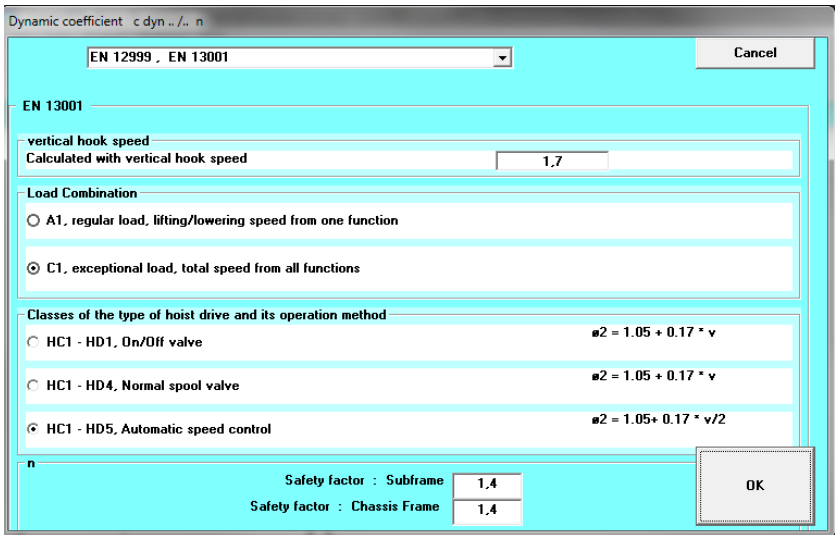 Dynamic coefficient c dyn .. /.. n
EN 12999 , EN 13001
Cancel
EN 13001
vertical hook speed
Calculated with vertical hook speed 1,7
Load Combination
A1, regular load, lifting/lowering speed from one function
C1, exceptional load, total speed from all functions
Classes of the type of hoist drive and its operation method
HC1 - HD1, On/Off valve ø2 = 1.05 + 0.17 * v
HC1 - HD4, Normal spool valve ø2 = 1.05 + 0.17 * v
HC1 - HD5, Automatic speed control ø2 = 1.05+ 0.17 * v/2
n
Safety factor : Subframe 1,4
Safety factor : Chassis Frame 1,4
OK